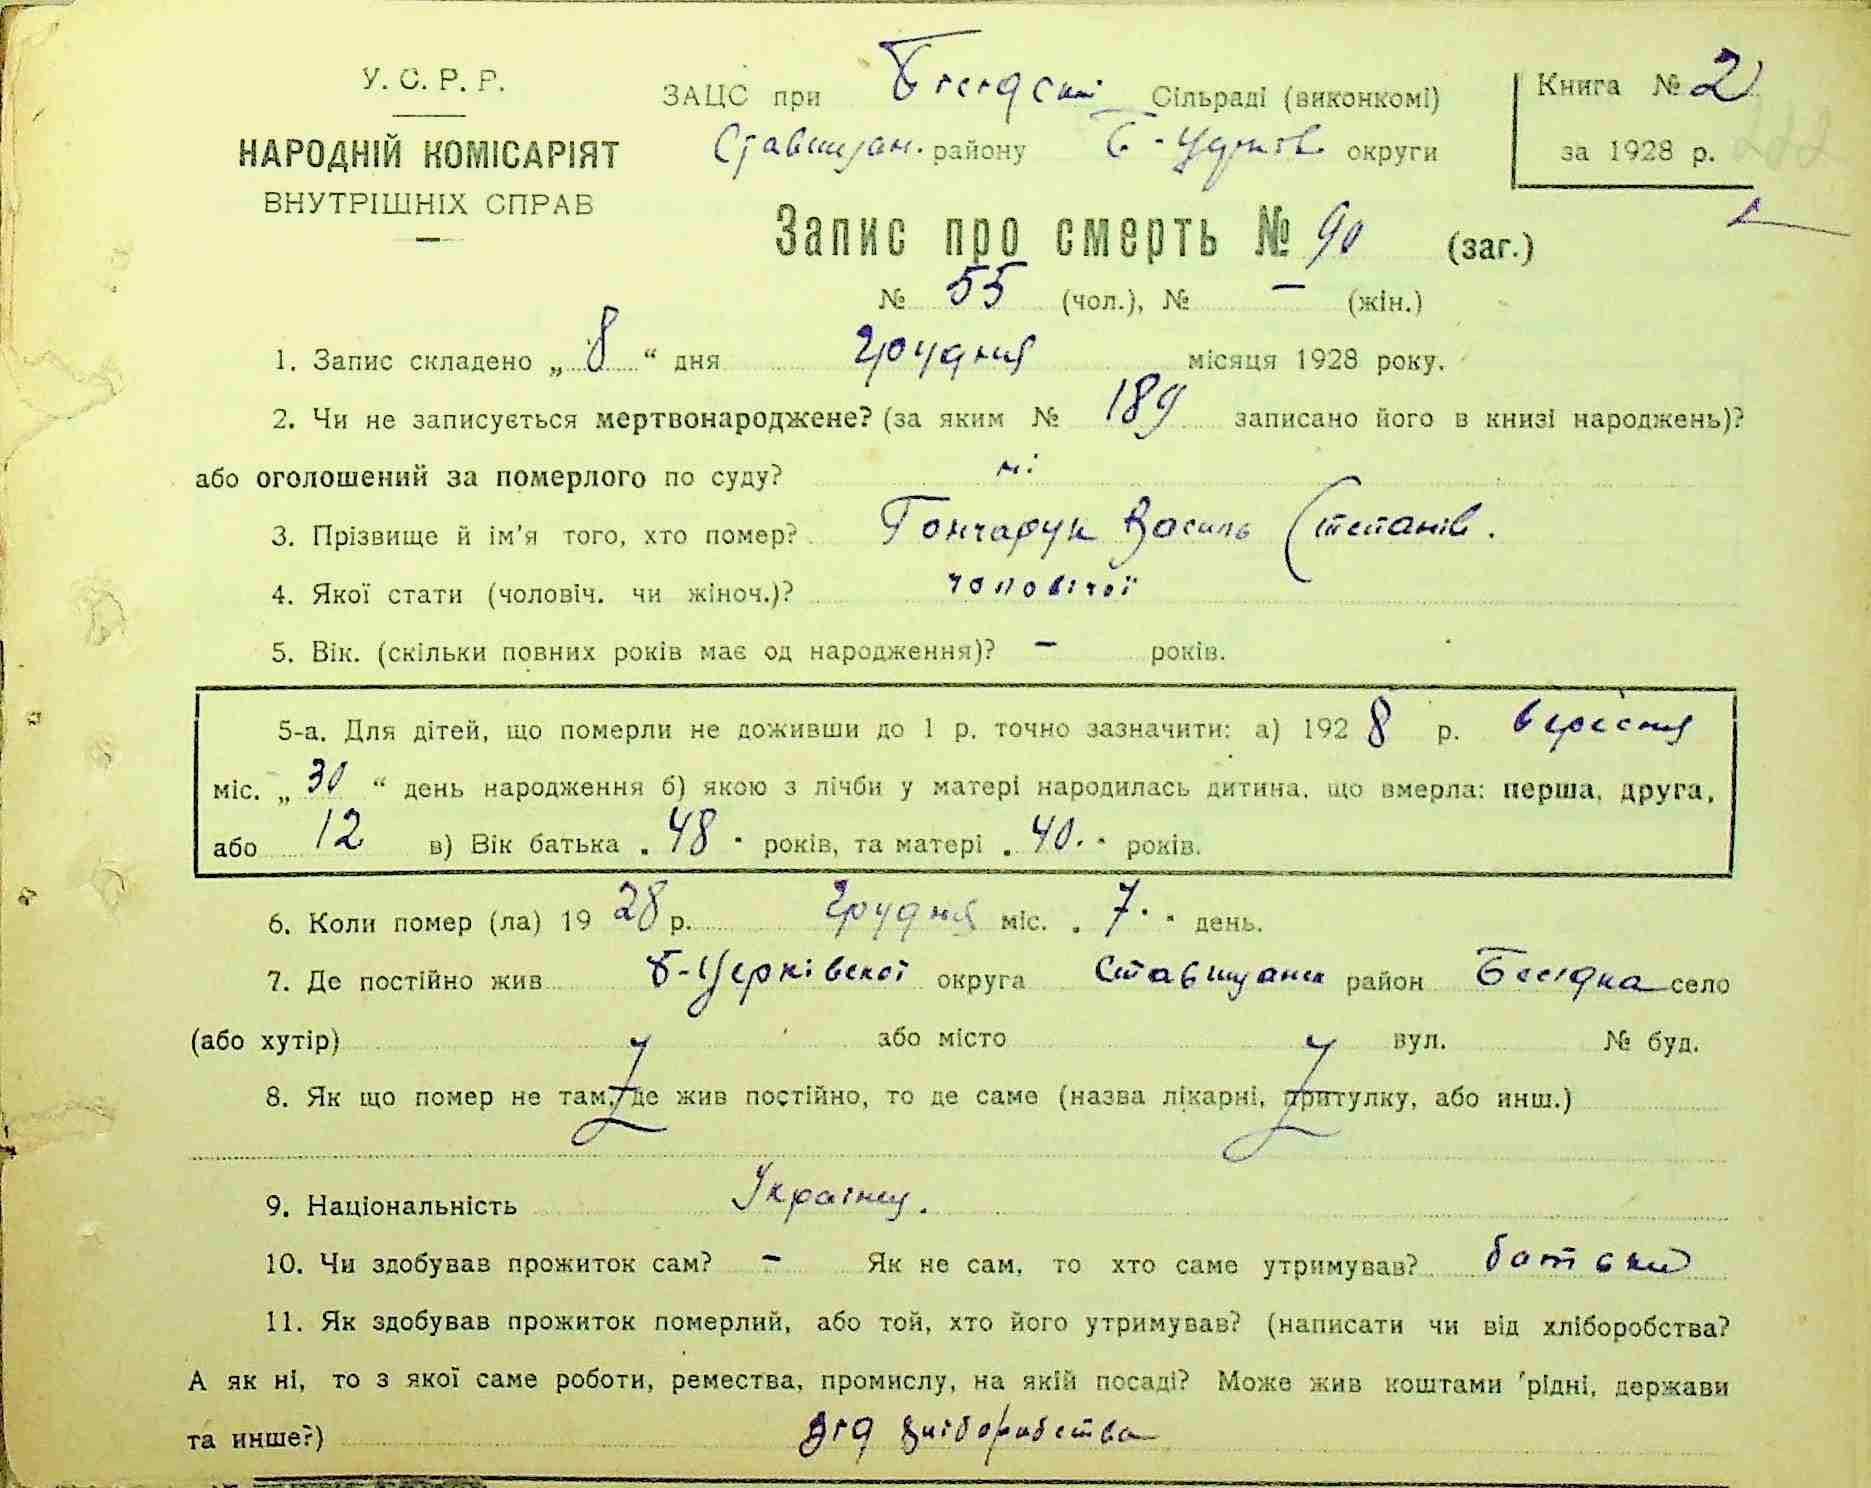 У. С. Р. Р.
НАРОДНІЙ КОМІСАРІЯТ
ВНУТРІШНІХ СПРАВ
ЗАЦС при Бесідскі Сільраді (виконкомі)
Ставищан. району Б-Церків. округи
Книга № 2
за 1928 р.
Запис про смерть № 90 (заг.)
№ 55 (чол.), № — (жін.)
1. Запис складено „ 8 “ дня грудня місяця 1928 року.
2. Чи не записується мертвонароджене? (за яким № 189 записано його в книзі народжень)?
або оголошений за померлого по суду? ні
3. Прізвище й ім'я того, хто помер? Гончарук Василь Степанів.
4. Якої стати (чоловіч. чи жіноч.)? чоловічої
5. Вік. (скільки повних років має од народження)? — років.
5-а. Для дітей, що померли не доживши до 1 р. точно зазначити: а) 1928 р. вересня
міс. „ 30 “ день народження б) якою з лічби у матері народилась дитина, що вмерла: перша, друга,
або 12 в) Вік батька „ 48 " років, та матері „ 40. " років.
6. Коли помер (ла) 1928 р. грудня міс. „ 7. " день.
7. Де постійно жив Б-Церківської округа Ставищанск район Бесідка село
(або хутір) або місто вул. № буд.
8. Як що помер не там, де жив постійно, то де саме (назва лікарні, притулку, або инш.)
9. Національність Українец.
10. Чи здобував прожиток сам? — Як не сам, то хто саме утримував? батьки
11. Як здобував прожиток померлий, або той, хто його утримував? (написати чи від хліборобства?
А як ні, то з якої саме роботи, ремества, промислу, на якій посаді? Може жив коштами рідні, держави
та инше?) від хліборобства